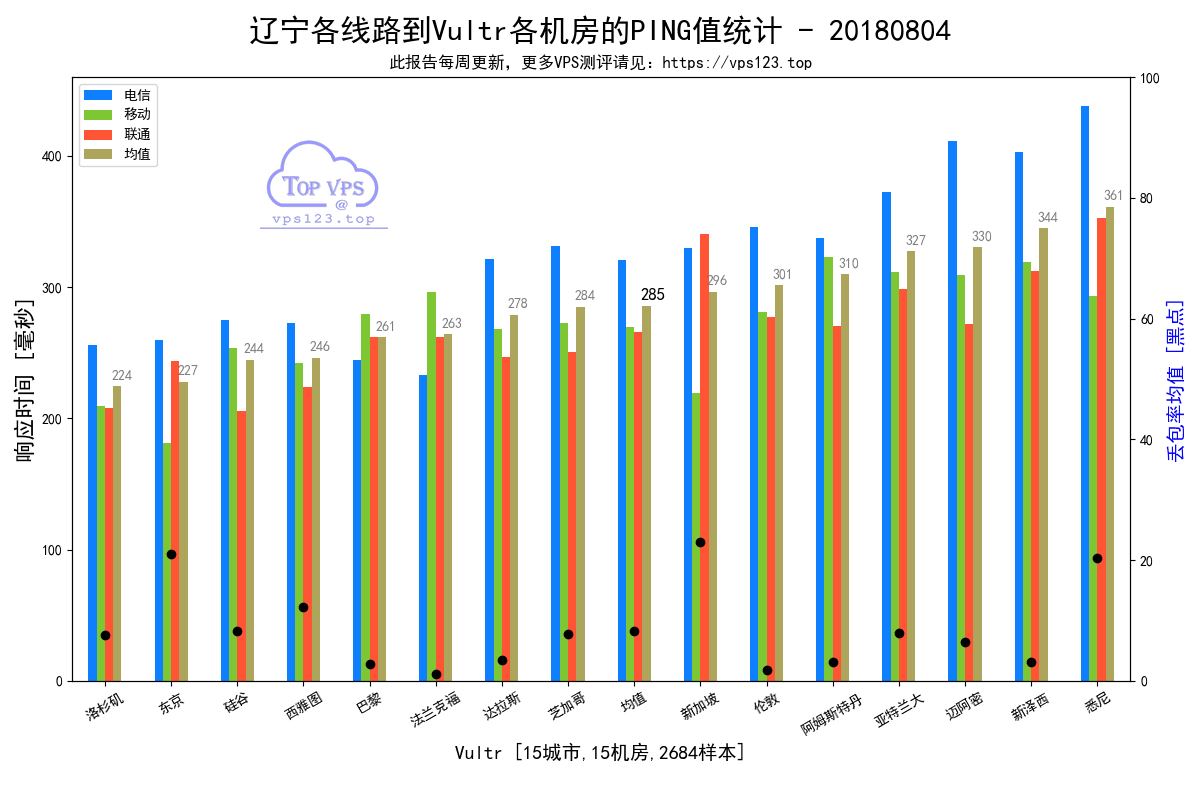 辽宁各线路到Vultr各机房的PING值统计 - 20180804
此报告每周更新，更多VPS测评请见：https://vps123.top
电信
移动
联通
均值
TOP VPS
@
vps123.top
响应时间 [毫秒]
400
300
200
100
0
100
80
60
40
20
0
丢包率均值 [黑点]
224
227
244
246
261
263
278
284
285
296
301
310
327
330
344
361
洛杉矶
东京
硅谷
西雅图
巴黎
法兰克福
达拉斯
芝加哥
均值
新加坡
伦敦
阿姆斯特丹
亚特兰大
迈阿密
新泽西
悉尼
Vultr [15城市,15机房,2684样本]